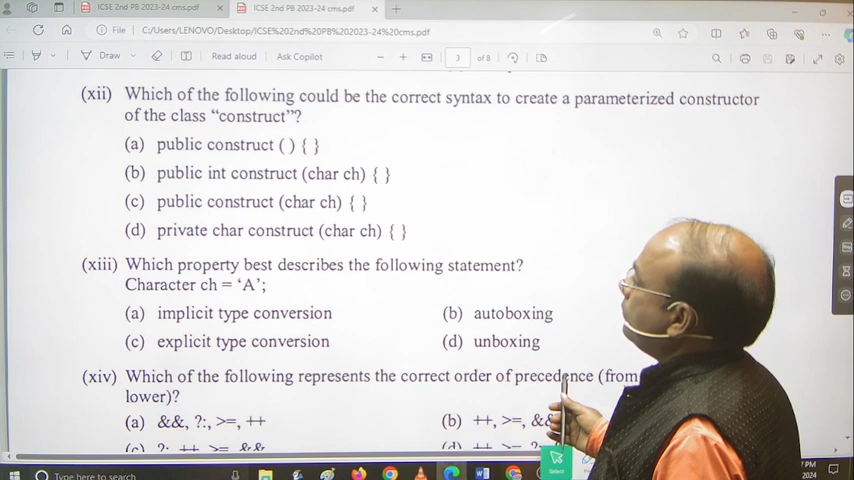 ICSE 2nd PB 2023-24 cms.pdf
ICSE 2nd PB 2023-24 cms.pdf
File
C:/Users/LENOVO/Desktop/ICSE%202nd%20PB%202023-24%20cms.pdf
Draw
Read aloud
Ask Copilot
3 of 8
(xii) Which of the following could be the correct syntax to create a parameterized constructor
of the class “construct”?
(a) public construct ( ) { }
(b) public int construct (char ch) { }
(c) public construct (char ch) { }
(d) private char construct (char ch) { }
(xiii) Which property best describes the following statement?
Character ch = ‘A’;
(a) implicit type conversion (b) autoboxing
(c) explicit type conversion (d) unboxing
(xiv) Which of the following represents the correct order of precedence (from
lower)?
(a) &&, ?:, >=, ++ (b) ++, >=, &&
(c) ?: ++ >= && (d) ++ >= ?:
Select
Type here to search
PM
2024